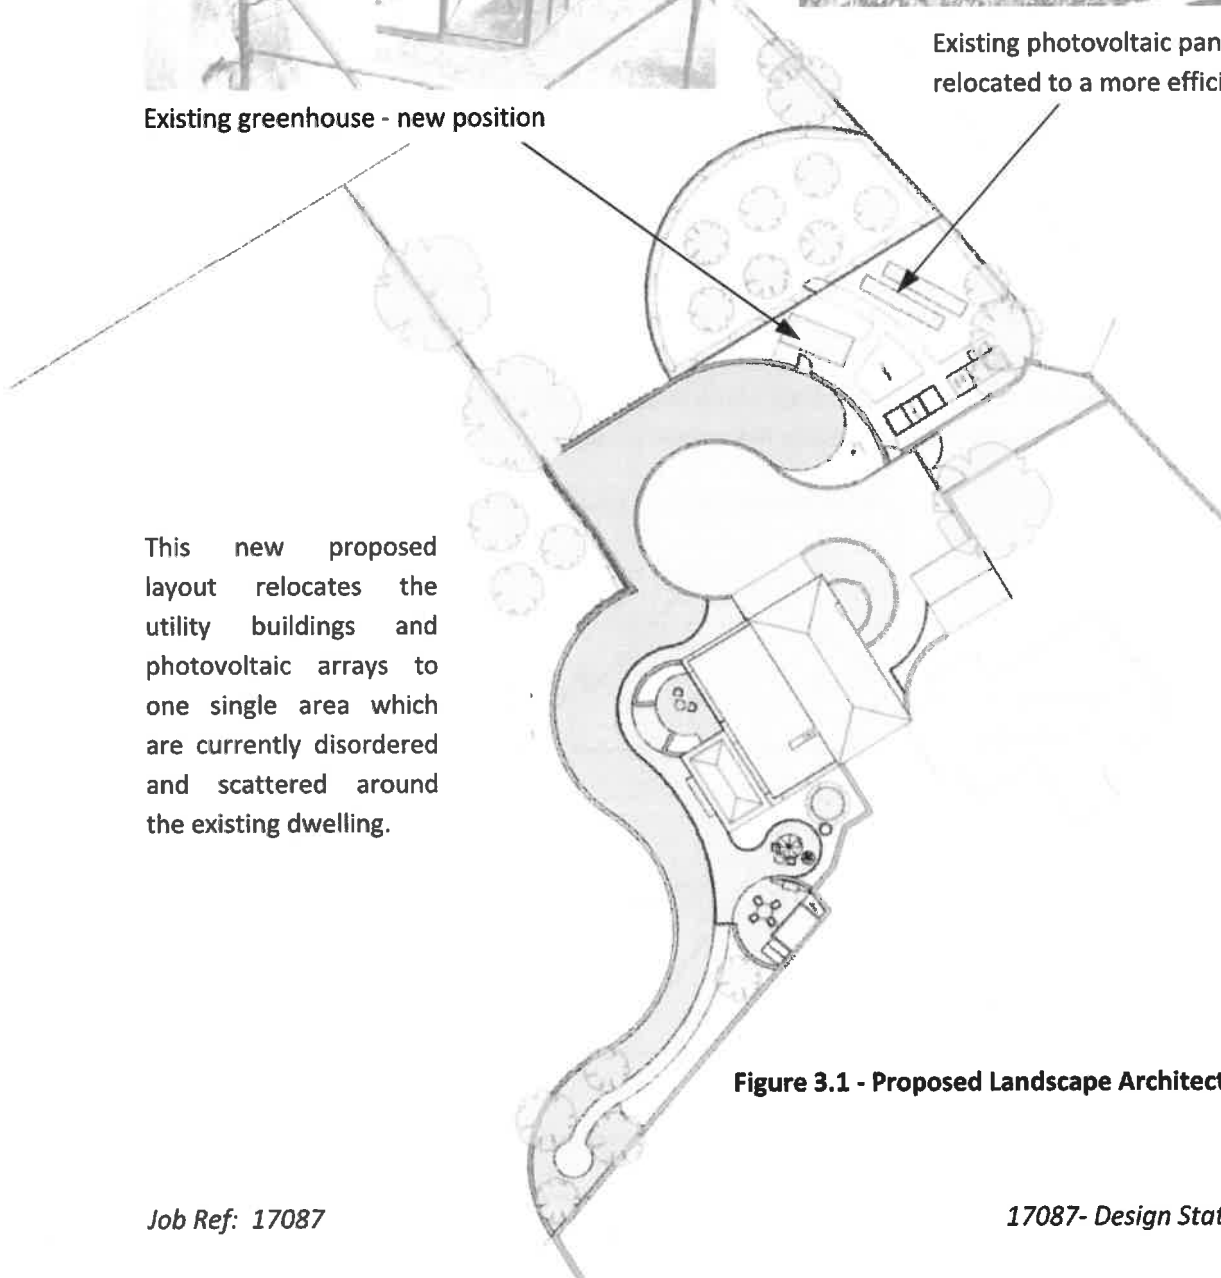 Existing photovoltaic pan
relocated to a more effici
Existing greenhouse - new position
This new proposed
layout relocates the
utility buildings and
photovoltaic arrays to
one single area which
are currently disordered
and scattered around
the existing dwelling.
Figure 3.1 - Proposed Landscape Architect
Job Ref: 17087
17087- Design Stat